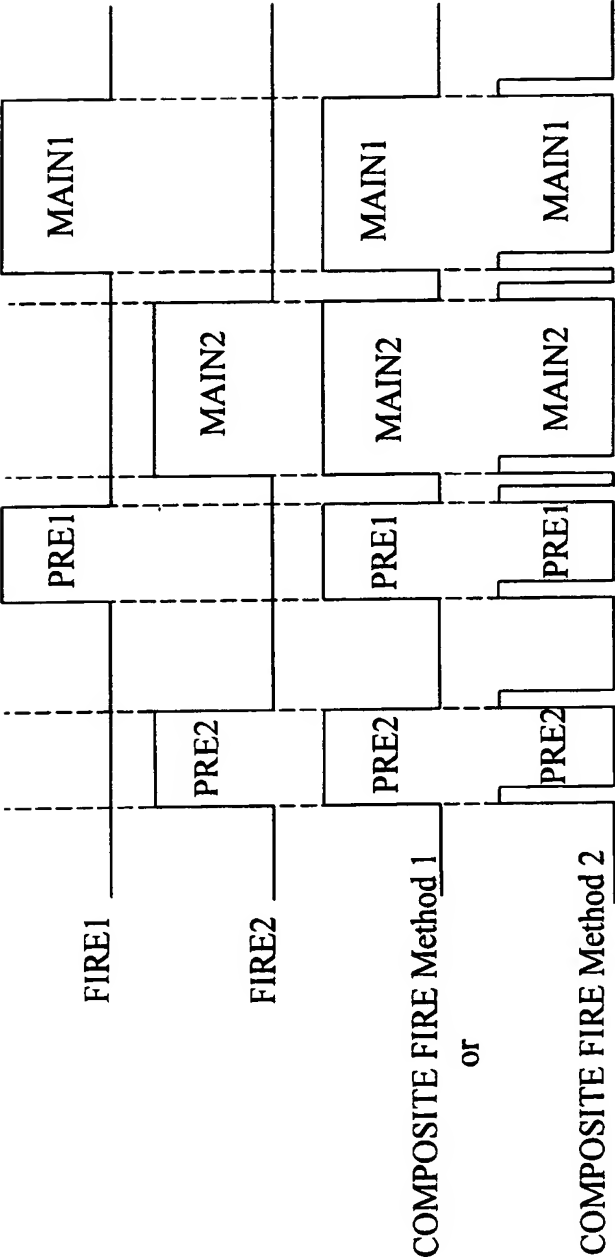 PRE1 MAIN1
FIRE1
PRE2 MAIN2
FIRE2
PRE2 PRE1 MAIN2 MAIN1
COMPOSITE FIRE Method 1
or
PRE2 PRE1 MAIN2 MAIN1
COMPOSITE FIRE Method 2